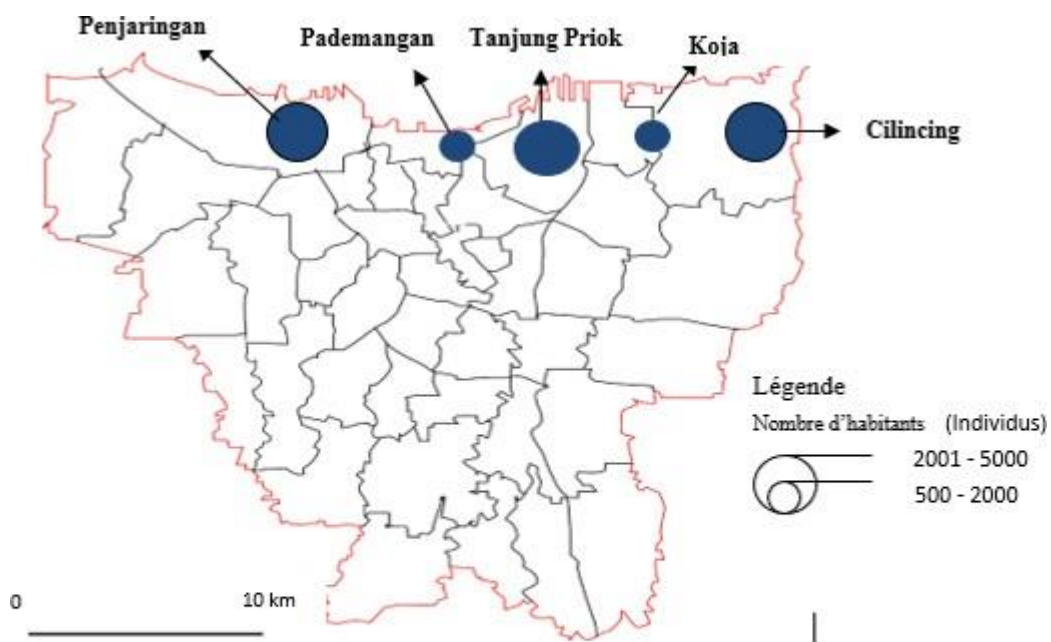 Penjaringan
Pademangan
Tanjung Priok
Koja
Cilincing
Légende
Nombre d'habitants (Individus)
2001 - 5000
500 - 2000
0 10 km